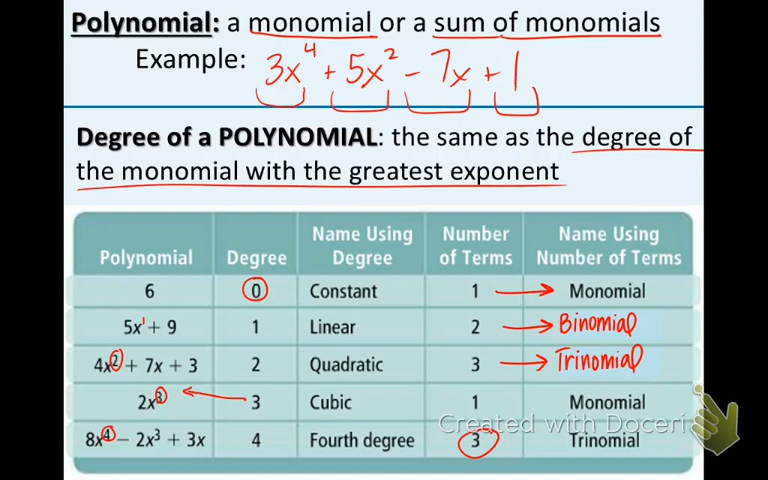 Polynomial: a monomial or a sum of monomials
Example: 3x⁴ + 5x² - 7x + 1
Degree of a POLYNOMIAL: the same as the degree of
the monomial with the greatest exponent
Polynomial Degree Name Using Degree Number of Terms Name Using Number of Terms
6 0 Constant 1 → Monomial
5x¹ + 9 1 Linear 2 → Binomial
4x² + 7x + 3 2 Quadratic 3 → Trinomial
2x³ ← 3 Cubic 1 Monomial
Created with Doceri
8x⁴ − 2x³ + 3x 4 Fourth degree 3 Trinomial